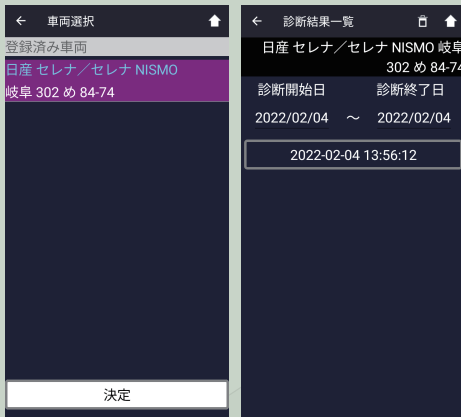 車両選択
登録済み車両
日産 セレナ／セレナ NISMO
岐阜 302 め 84-74
決定
診断結果一覧
日産 セレナ／セレナ NISMO 岐阜
302 め 84-74
診断開始日 診断終了日
2022/02/04 ～ 2022/02/04
2022-02-04 13:56:12